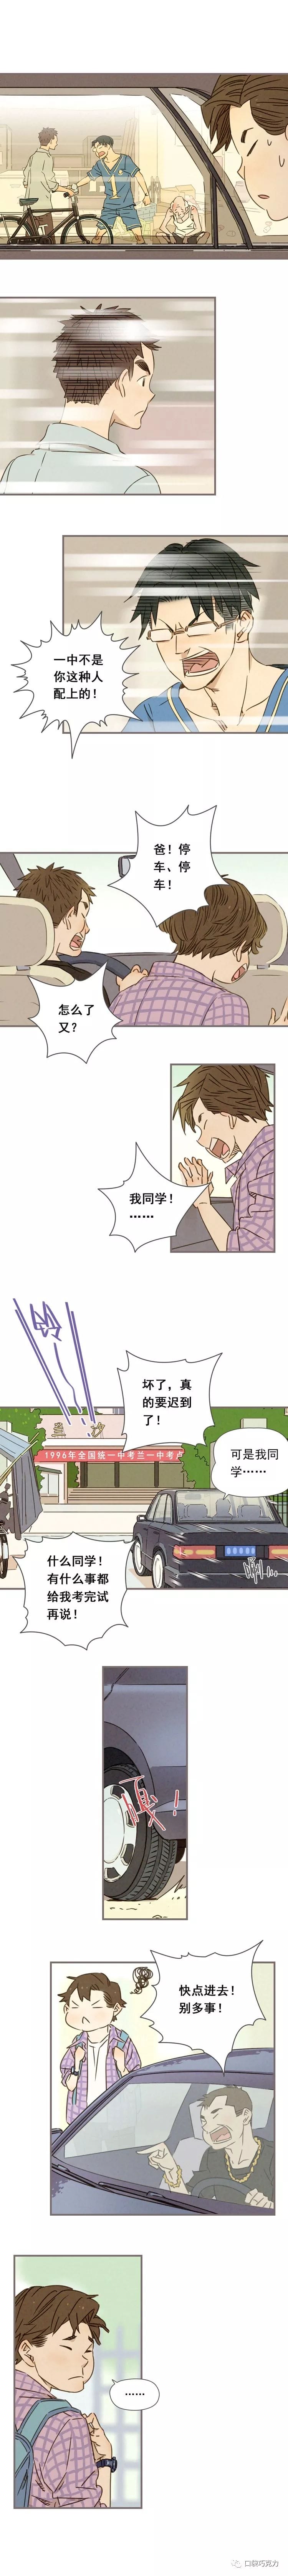 一中不是
你这种人
配上的！
爸！停
车、停
车！
怎么了
又？
我同学！
……
铃
坏了，真
的要迟到
了！
1996年全国统一中考兰一中考点
可是我同
学……
什么同学！
有什么事都
给我考完试
再说！
快点进去！
别多事！
……
口袋巧克力